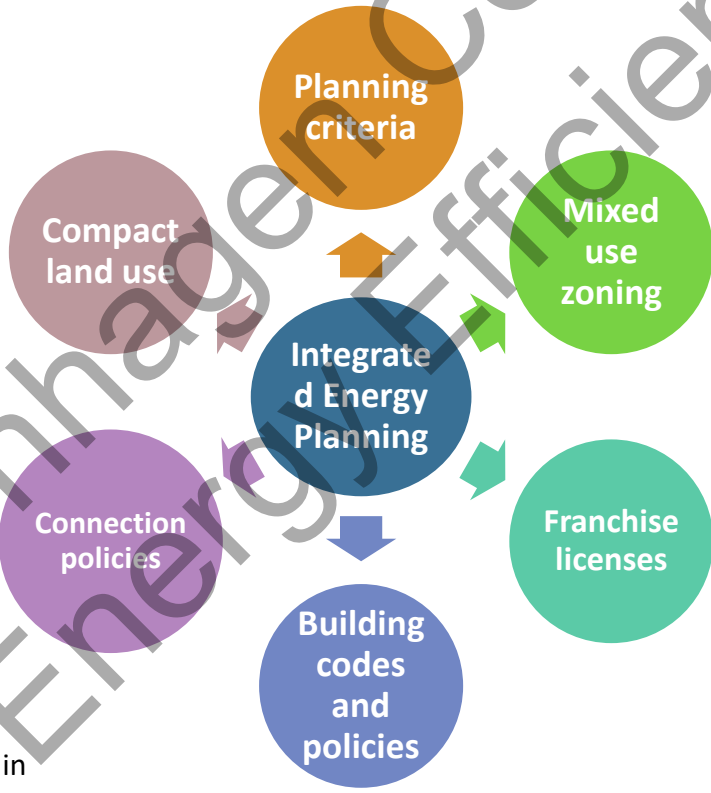 Planning
criteria
Mixed
use
zoning
Compact
land use
Integrate
d Energy
Planning
Connection
policies
Franchise
licenses
Building
codes
and
policies
in